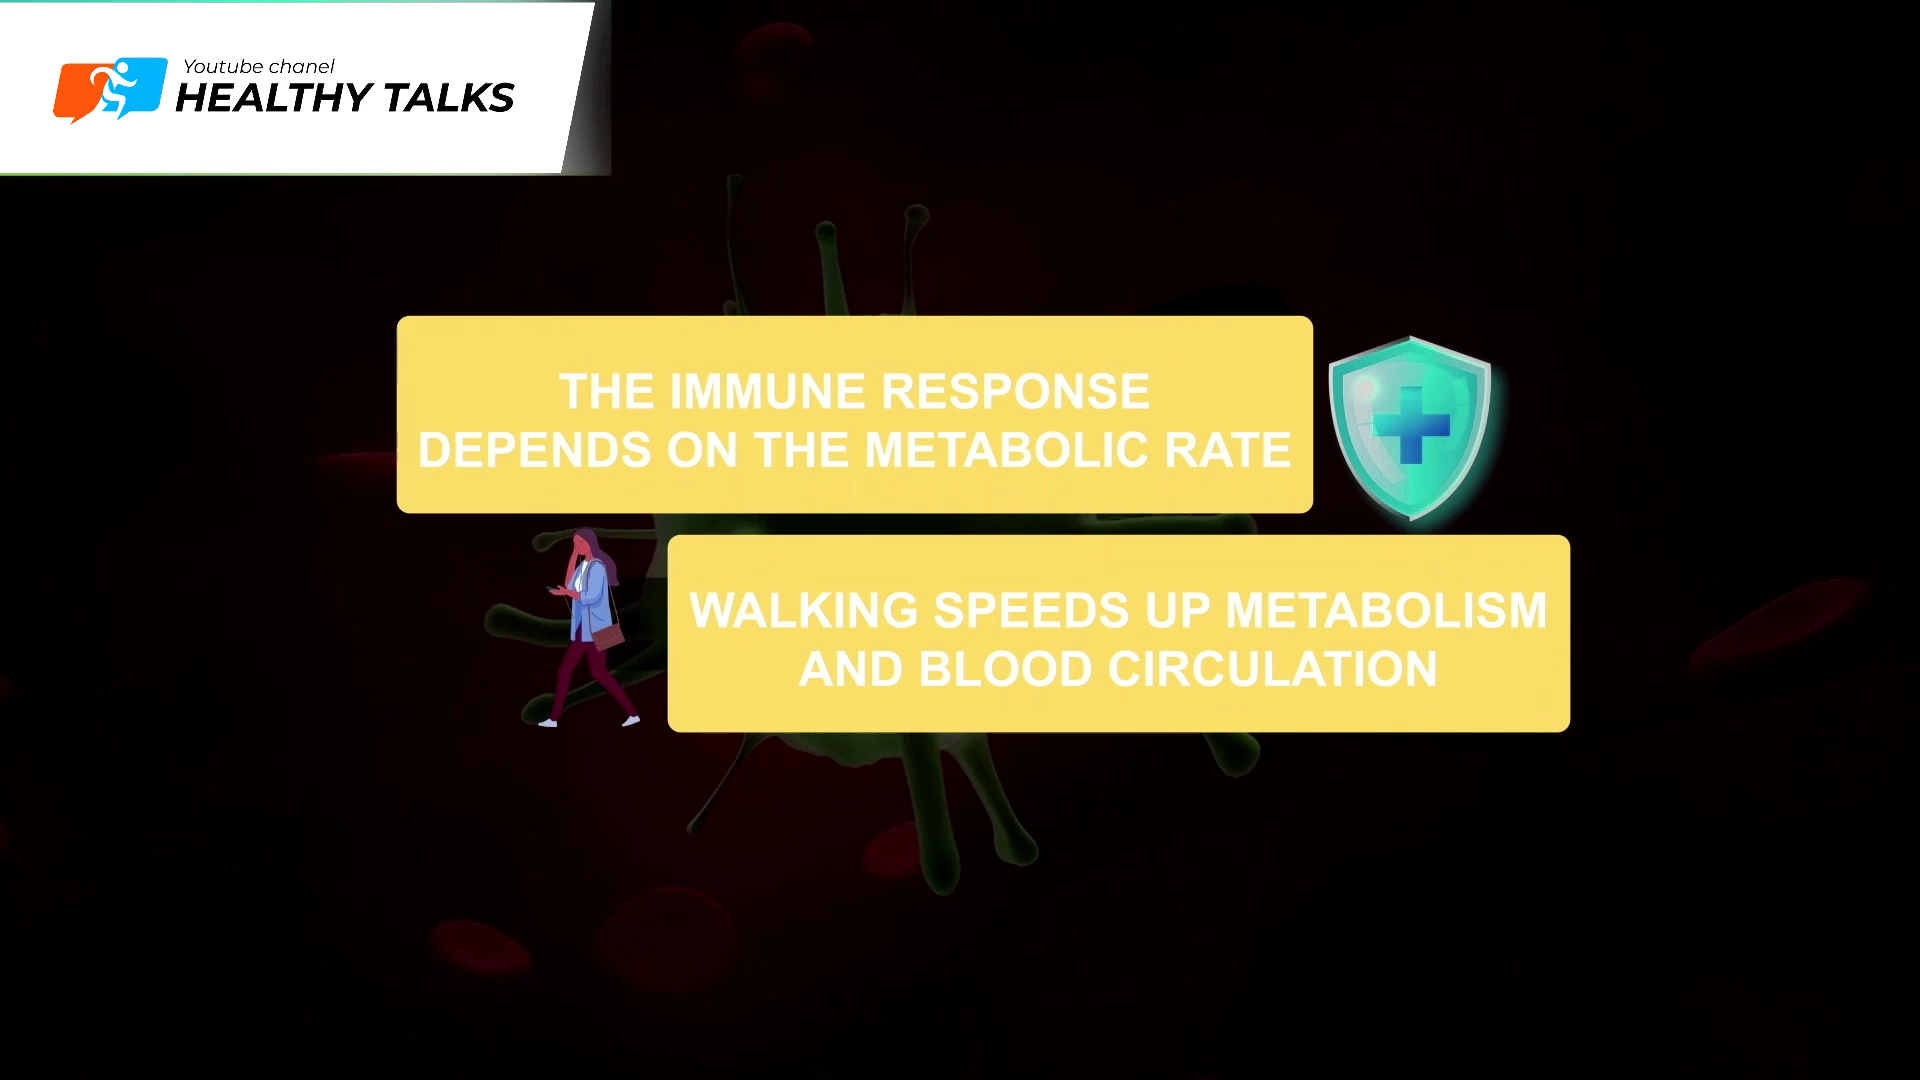 Youtube chanel
HEALTHY TALKS
THE IMMUNE RESPONSE
DEPENDS ON THE METABOLIC RATE
WALKING SPEEDS UP METABOLISM
AND BLOOD CIRCULATION